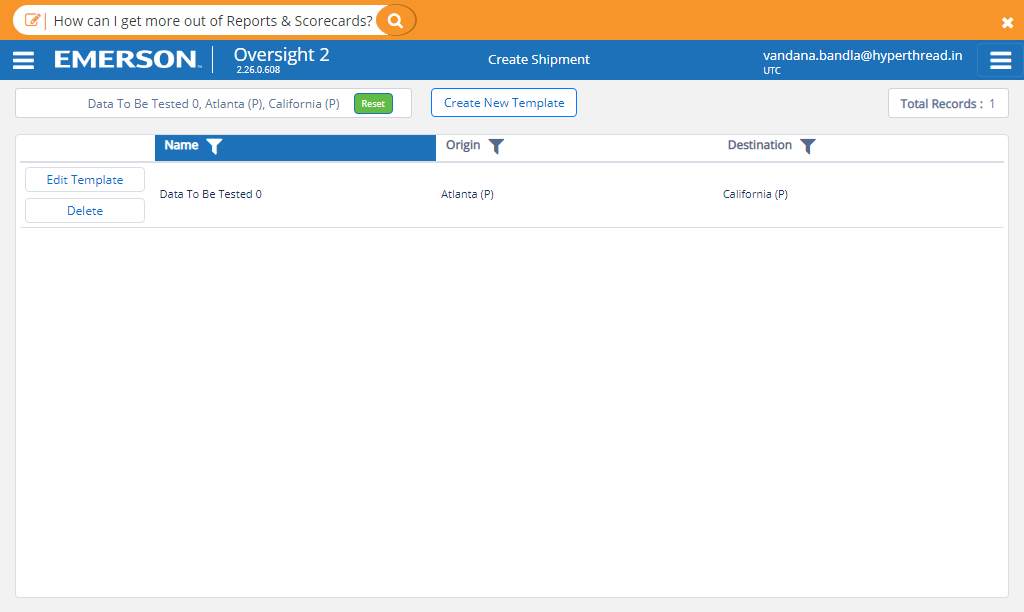 How can I get more out of Reports & Scorecards?
EMERSON™ Oversight 2 Create Shipment vandana.bandla@hyperthread.in
2.26.0.608 UTC
Data To Be Tested 0, Atlanta (P), California (P) Reset Create New Template Total Records : 1
Name Origin Destination
Edit Template
Data To Be Tested 0 Atlanta (P) California (P)
Delete